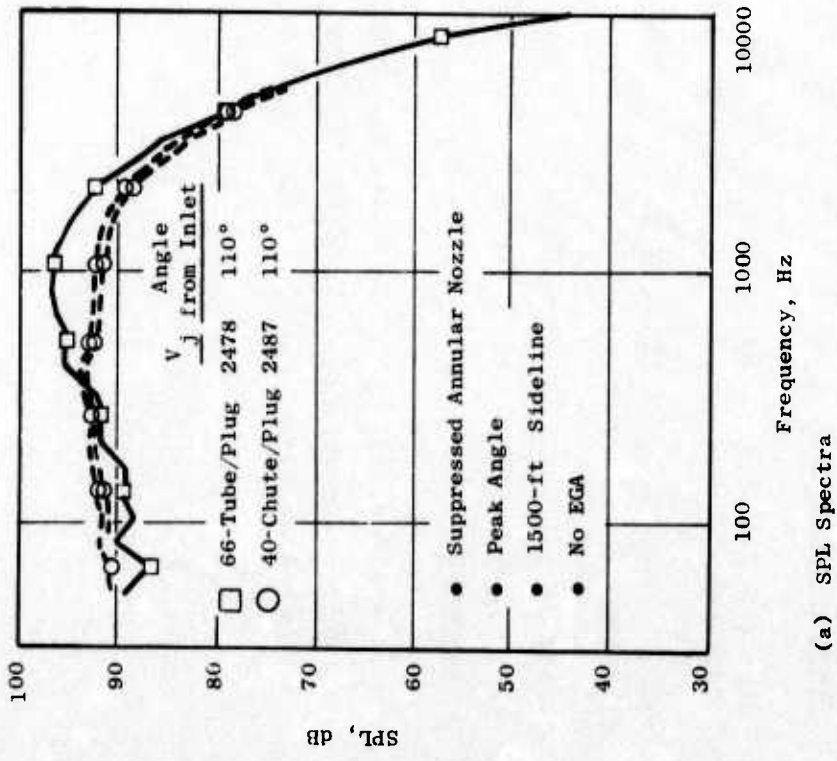 100
90
80
70
60
50
40
30
SPL, dB
V_j
Angle from Inlet
66-Tube/Plug 2478 110°
40-Chute/Plug 2487 110°
• Suppressed Annular Nozzle
• Peak Angle
• 1500-ft Sideline
• No EGA
100
1000
10000
Frequency, Hz
(a) SPL Spectra